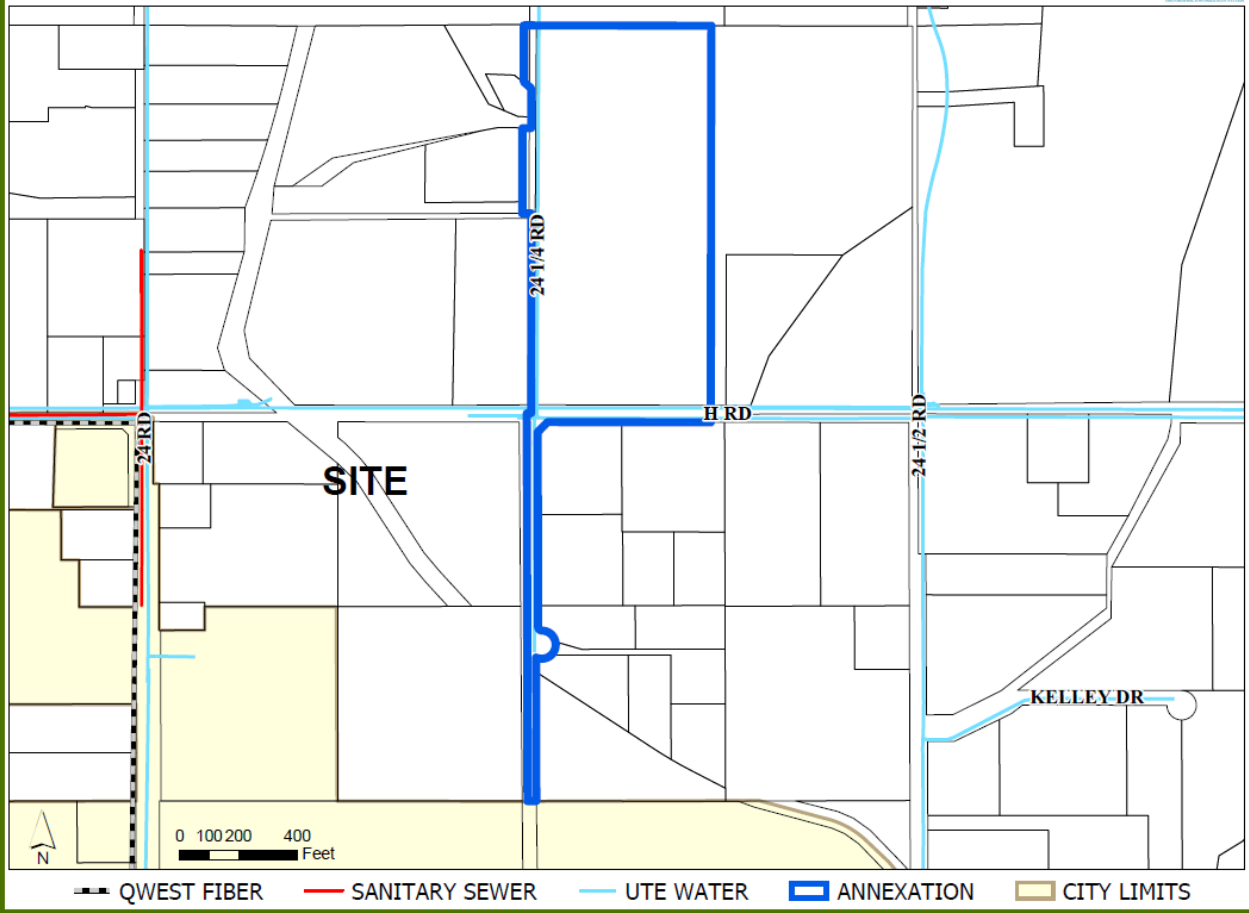 24 1/4 RD
H RD
24 RD
24-1/2 RD
SITE
KELLEY DR
0 100 200 400
Feet
N
QWEST FIBER SANITARY SEWER UTE WATER ANNEXATION CITY LIMITS